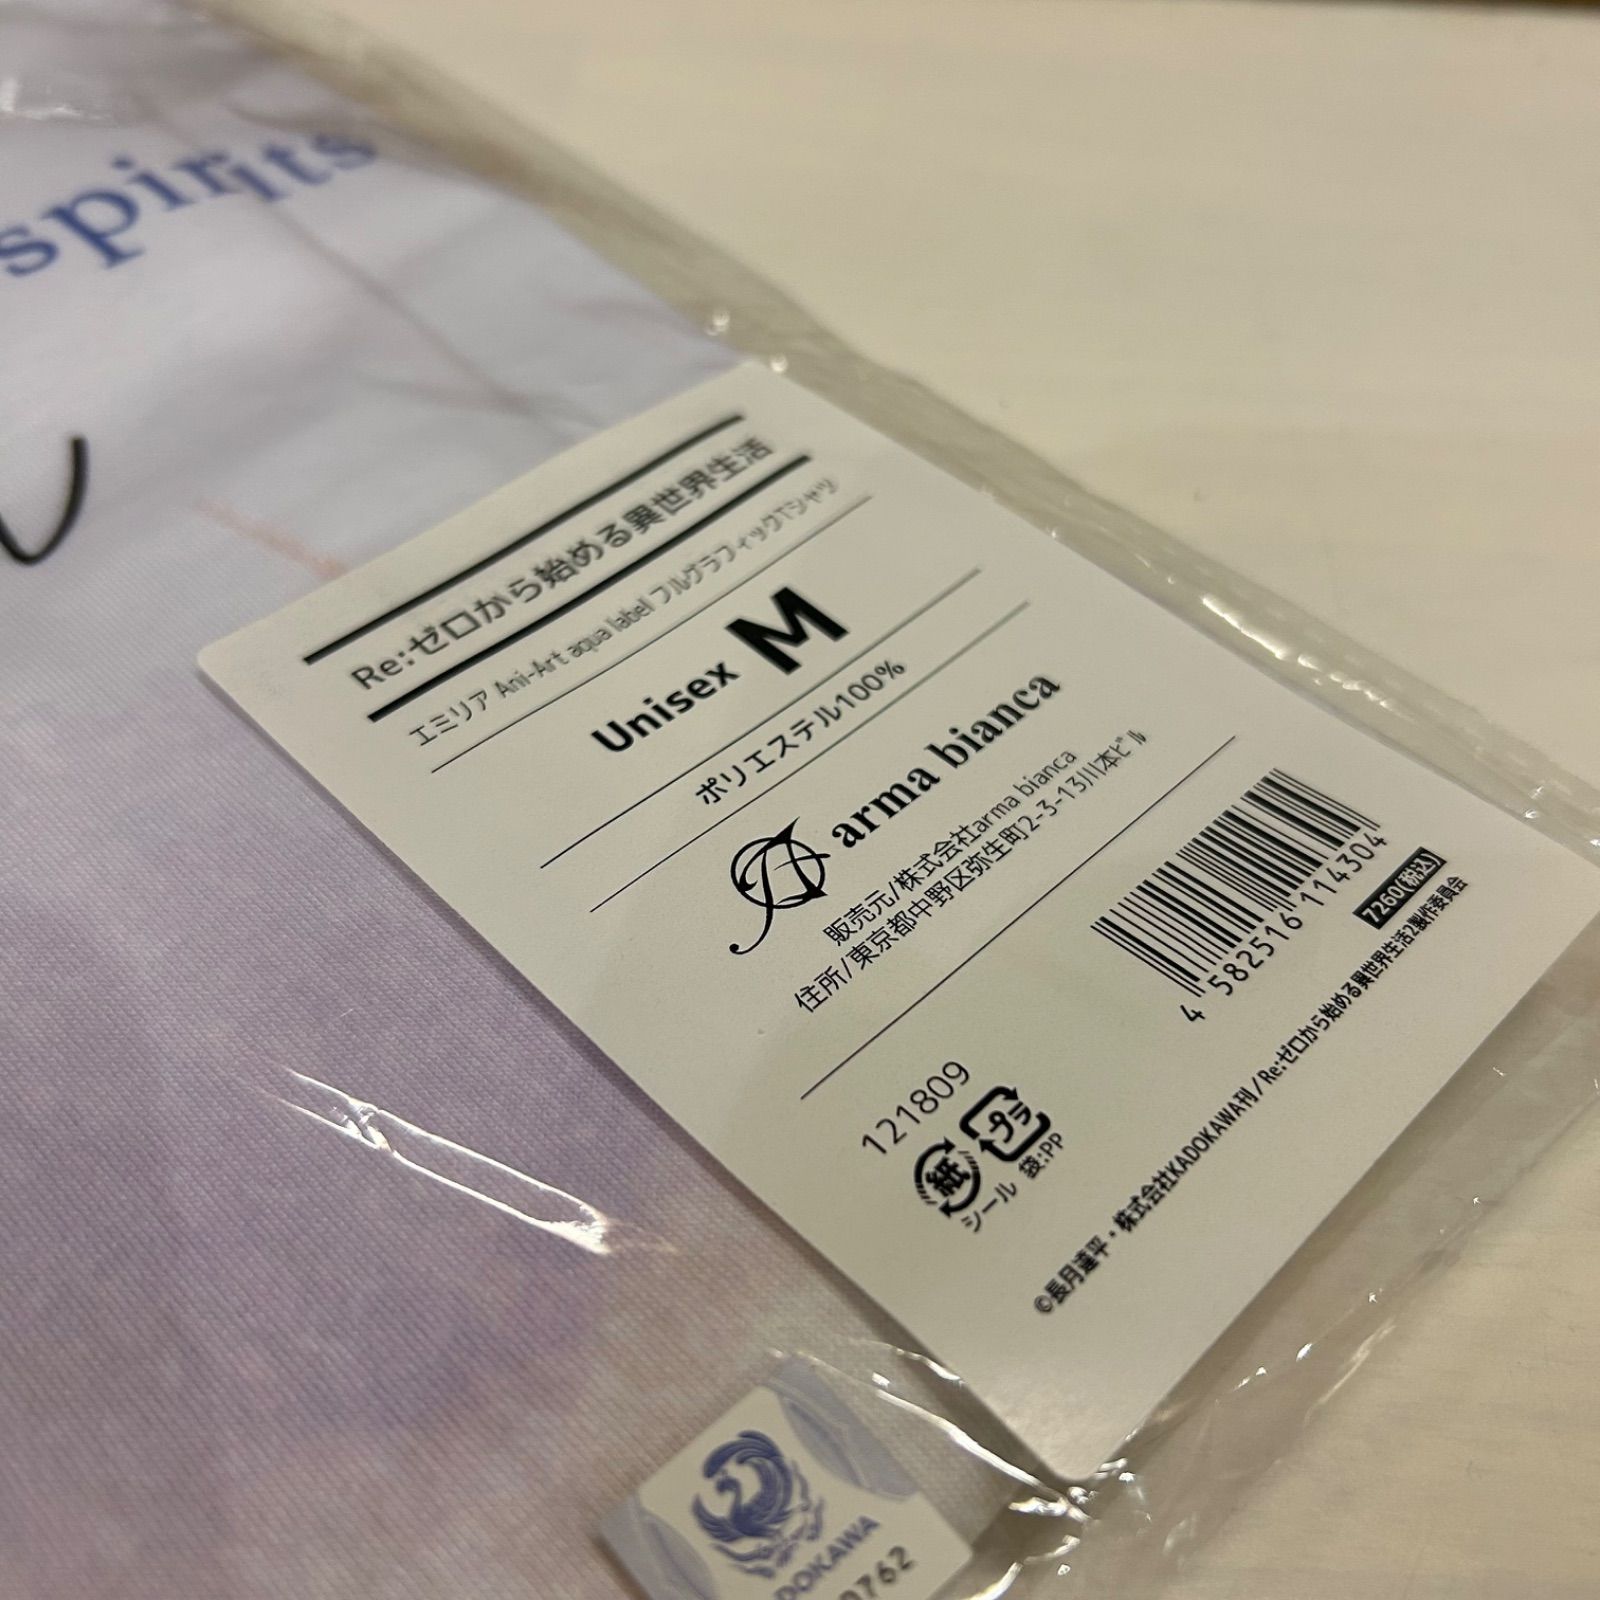 spirits
Re:ゼロから始める異世界生活
エミリア Ani-Art aqua label フルグラフィックTシャツ
Unisex M
ポリエステル100%
arma bianca
販売元/株式会社arma bianca
住所/東京都中野区弥生町2-3-13川本ビル
4 582516 114304
7260(税込)
121809
紙 プラ
シール 袋:PP
©長月達平・株式会社KADOKAWA刊/Re:ゼロから始める異世界生活2製作委員会
DOKAWA
0762